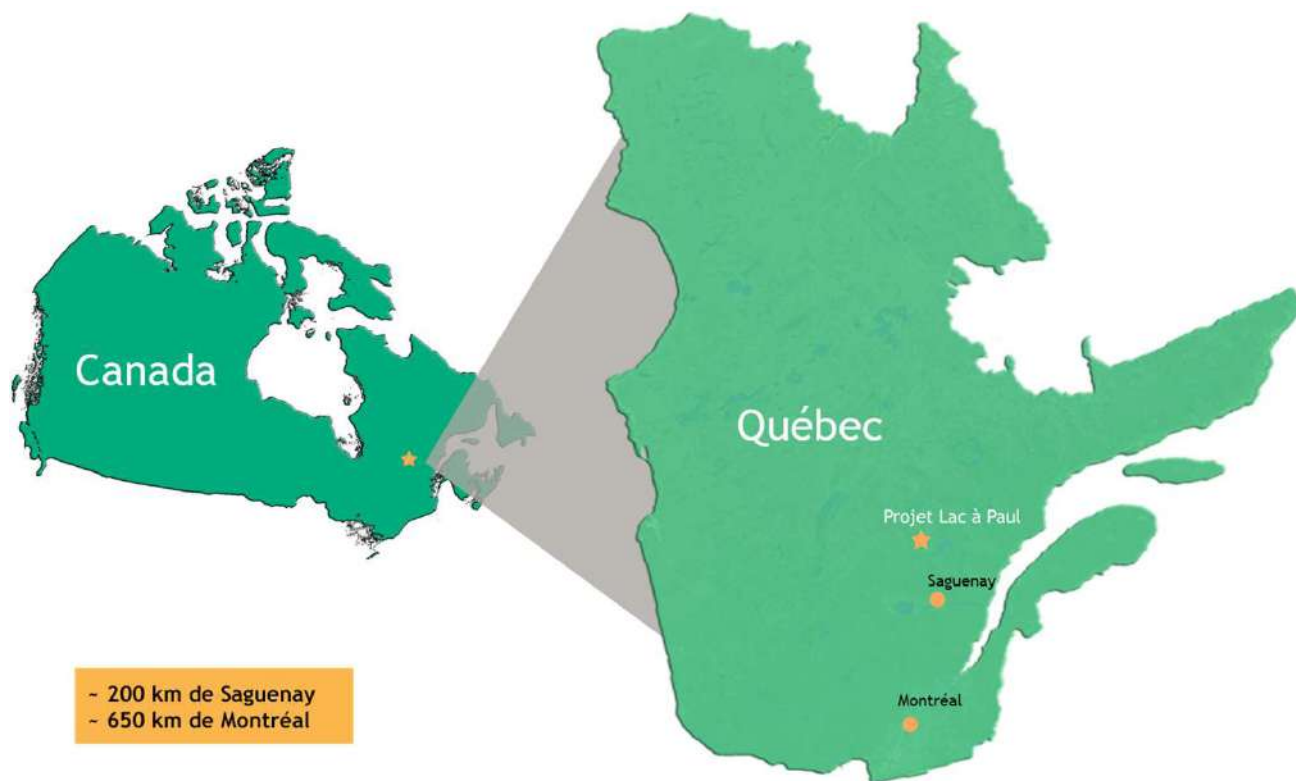 Canada
Québec
Projet Lac à Paul
Saguenay
Montréal
~ 200 km de Saguenay
~ 650 km de Montréal